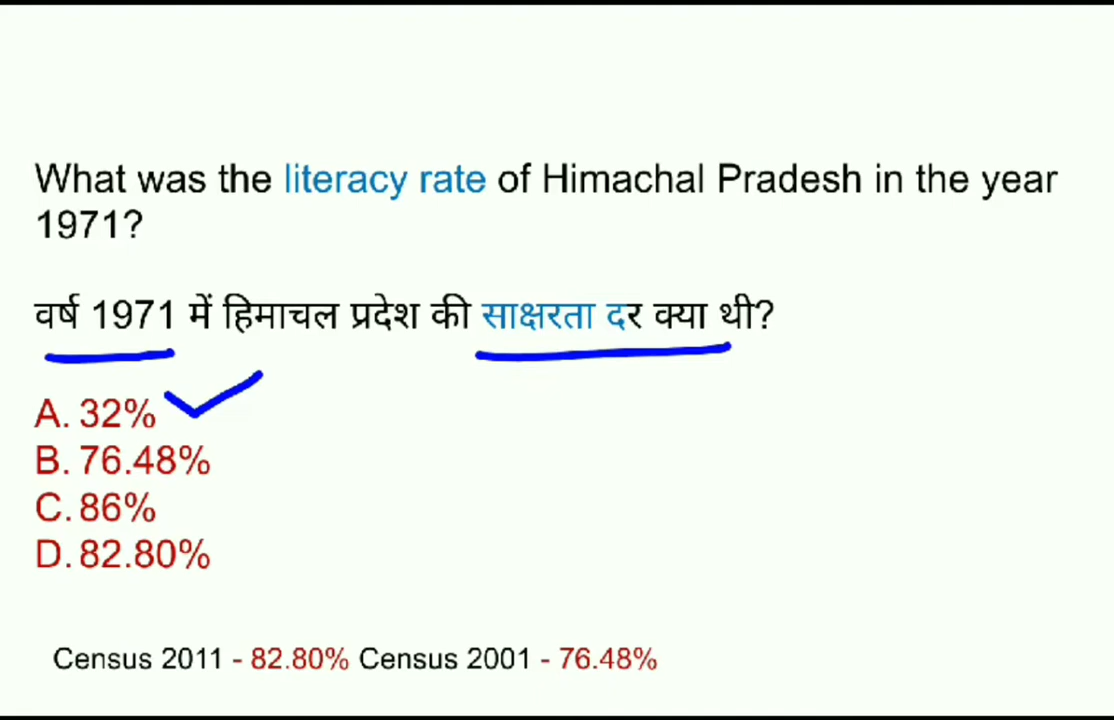 What was the literacy rate of Himachal Pradesh in the year
1971?
वर्ष 1971 में हिमाचल प्रदेश की साक्षरता दर क्या थी?
A. 32%
B. 76.48%
C. 86%
D. 82.80%
Census 2011 - 82.80% Census 2001 - 76.48%